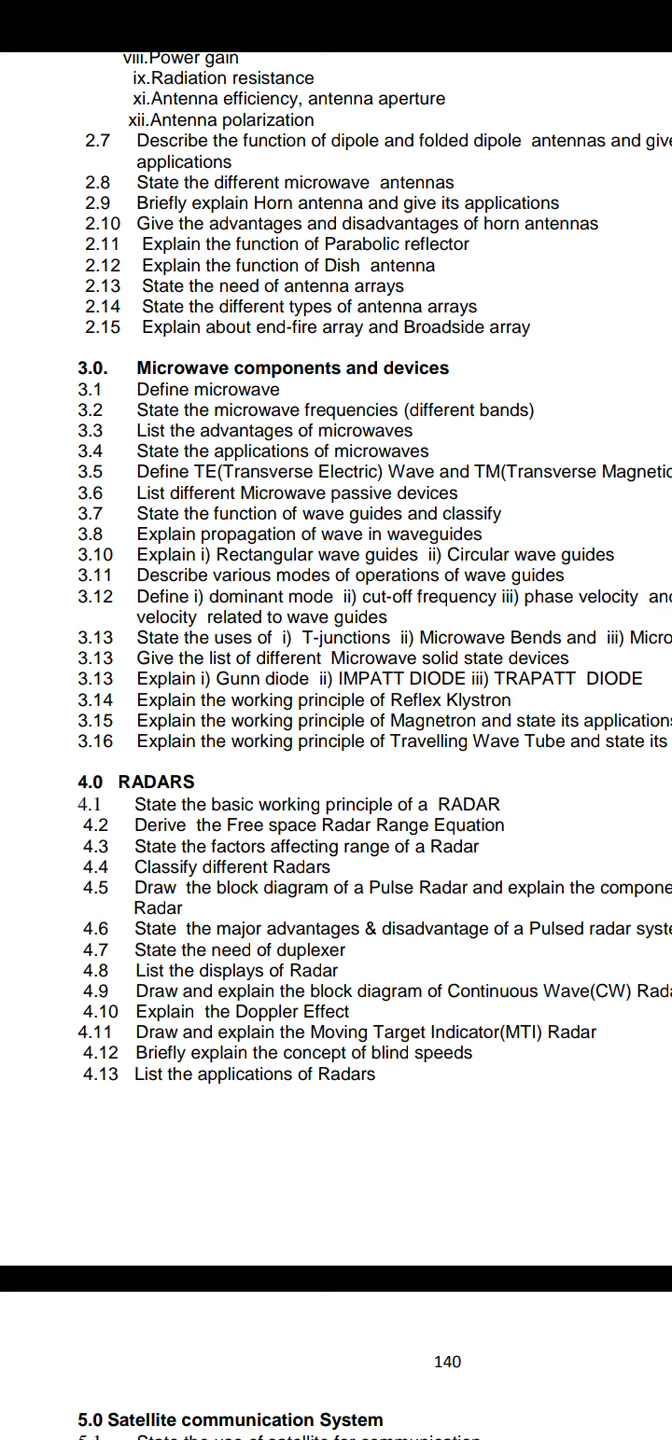 viii.Power gain
ix.Radiation resistance
xi.Antenna efficiency, antenna aperture
xii.Antenna polarization
2.7 Describe the function of dipole and folded dipole antennas and give
applications
2.8 State the different microwave antennas
2.9 Briefly explain Horn antenna and give its applications
2.10 Give the advantages and disadvantages of horn antennas
2.11 Explain the function of Parabolic reflector
2.12 Explain the function of Dish antenna
2.13 State the need of antenna arrays
2.14 State the different types of antenna arrays
2.15 Explain about end-fire array and Broadside array
3.0. Microwave components and devices
3.1 Define microwave
3.2 State the microwave frequencies (different bands)
3.3 List the advantages of microwaves
3.4 State the applications of microwaves
3.5 Define TE(Transverse Electric) Wave and TM(Transverse Magnetic
3.6 List different Microwave passive devices
3.7 State the function of wave guides and classify
3.8 Explain propagation of wave in waveguides
3.10 Explain i) Rectangular wave guides ii) Circular wave guides
3.11 Describe various modes of operations of wave guides
3.12 Define i) dominant mode ii) cut-off frequency iii) phase velocity and
velocity related to wave guides
3.13 State the uses of i) T-junctions ii) Microwave Bends and iii) Micro
3.13 Give the list of different Microwave solid state devices
3.13 Explain i) Gunn diode ii) IMPATT DIODE iii) TRAPATT DIODE
3.14 Explain the working principle of Reflex Klystron
3.15 Explain the working principle of Magnetron and state its applications
3.16 Explain the working principle of Travelling Wave Tube and state its
4.0 RADARS
4.1 State the basic working principle of a RADAR
4.2 Derive the Free space Radar Range Equation
4.3 State the factors affecting range of a Radar
4.4 Classify different Radars
4.5 Draw the block diagram of a Pulse Radar and explain the compone
Radar
4.6 State the major advantages & disadvantage of a Pulsed radar syste
4.7 State the need of duplexer
4.8 List the displays of Radar
4.9 Draw and explain the block diagram of Continuous Wave(CW) Rada
4.10 Explain the Doppler Effect
4.11 Draw and explain the Moving Target Indicator(MTI) Radar
4.12 Briefly explain the concept of blind speeds
4.13 List the applications of Radars
140
5.0 Satellite communication System
5.1 State the use of satellite for communication